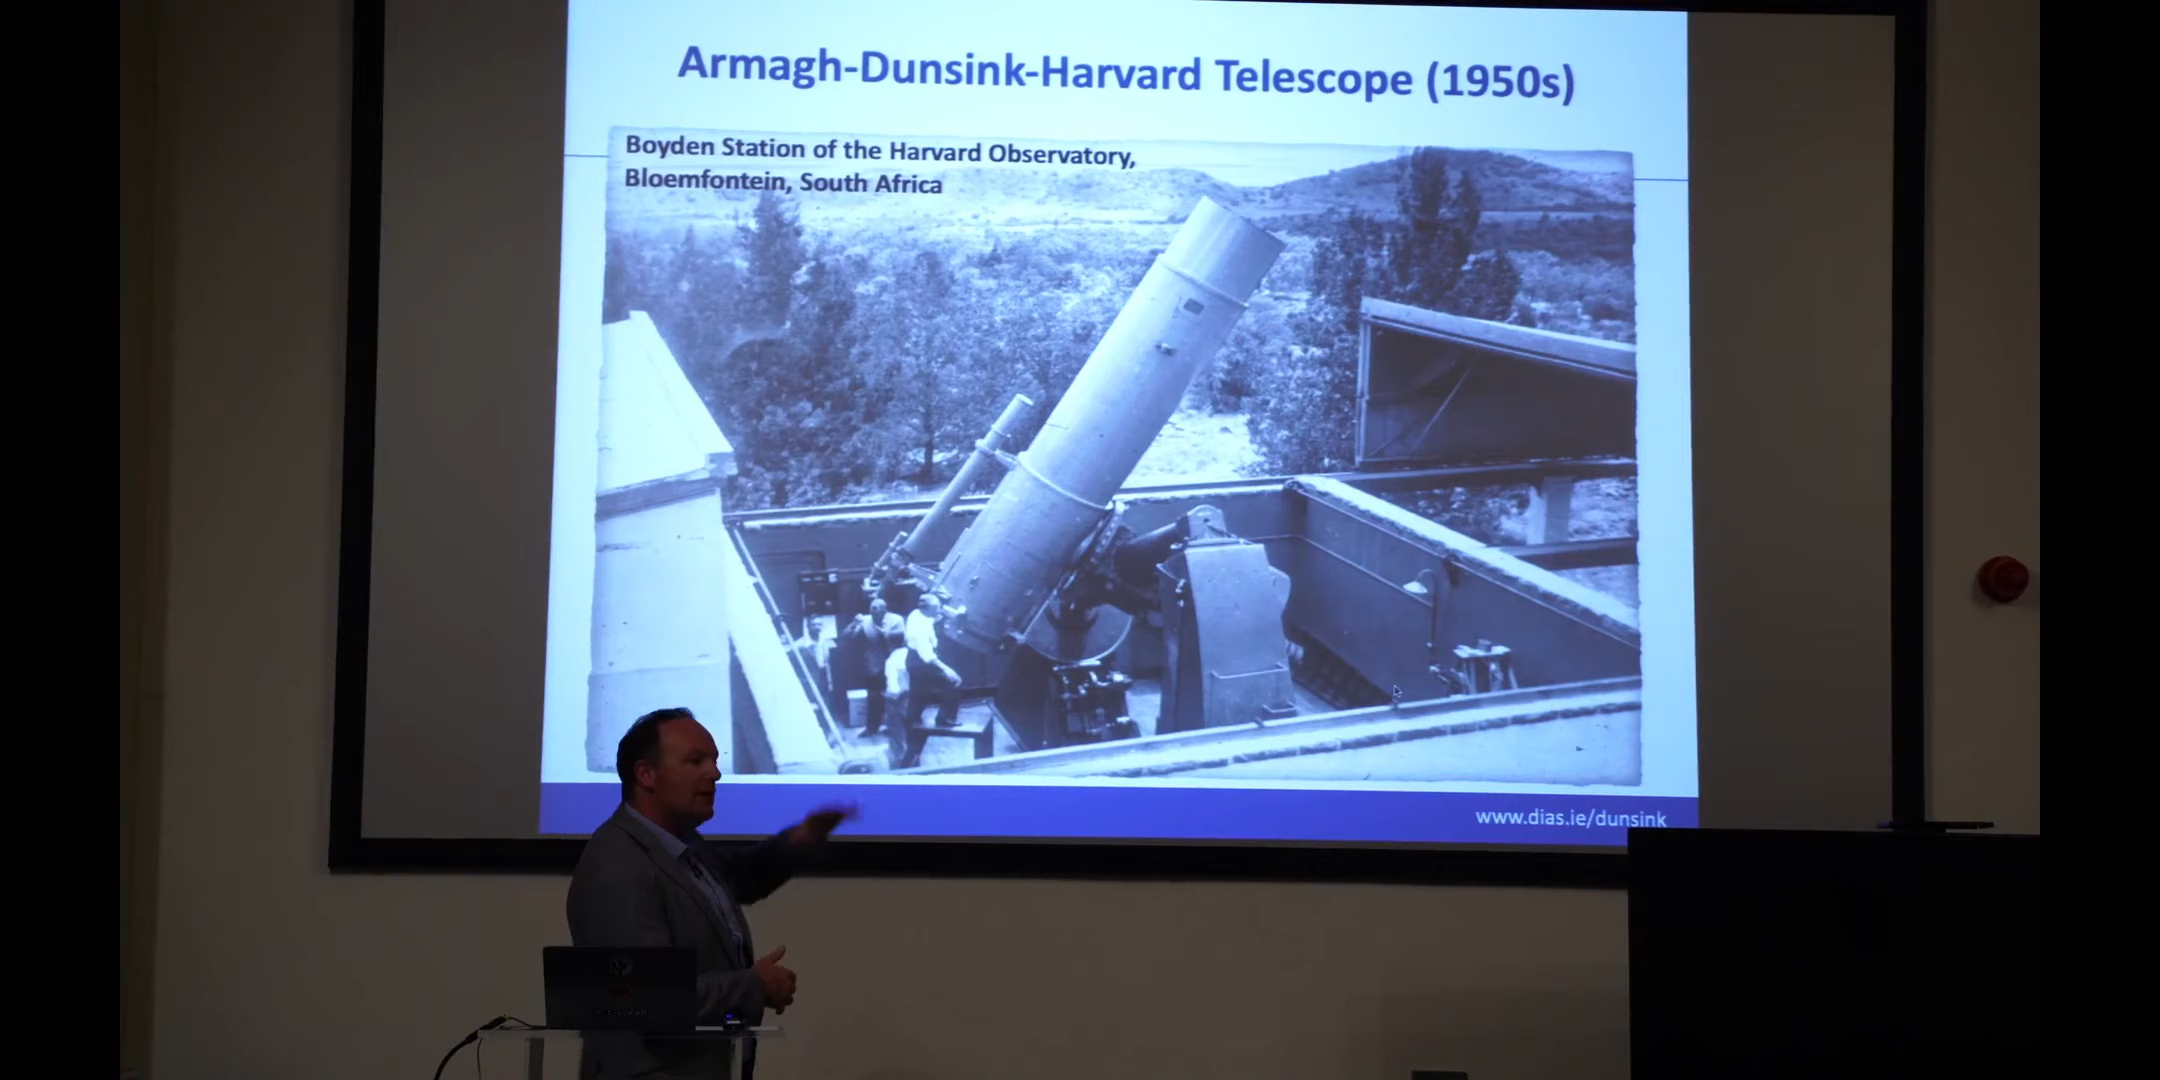 Armagh-Dunsink-Harvard Telescope (1950s)
Boyden Station of the Harvard Observatory,
Bloemfontein, South Africa
www.dias.ie/dunsink